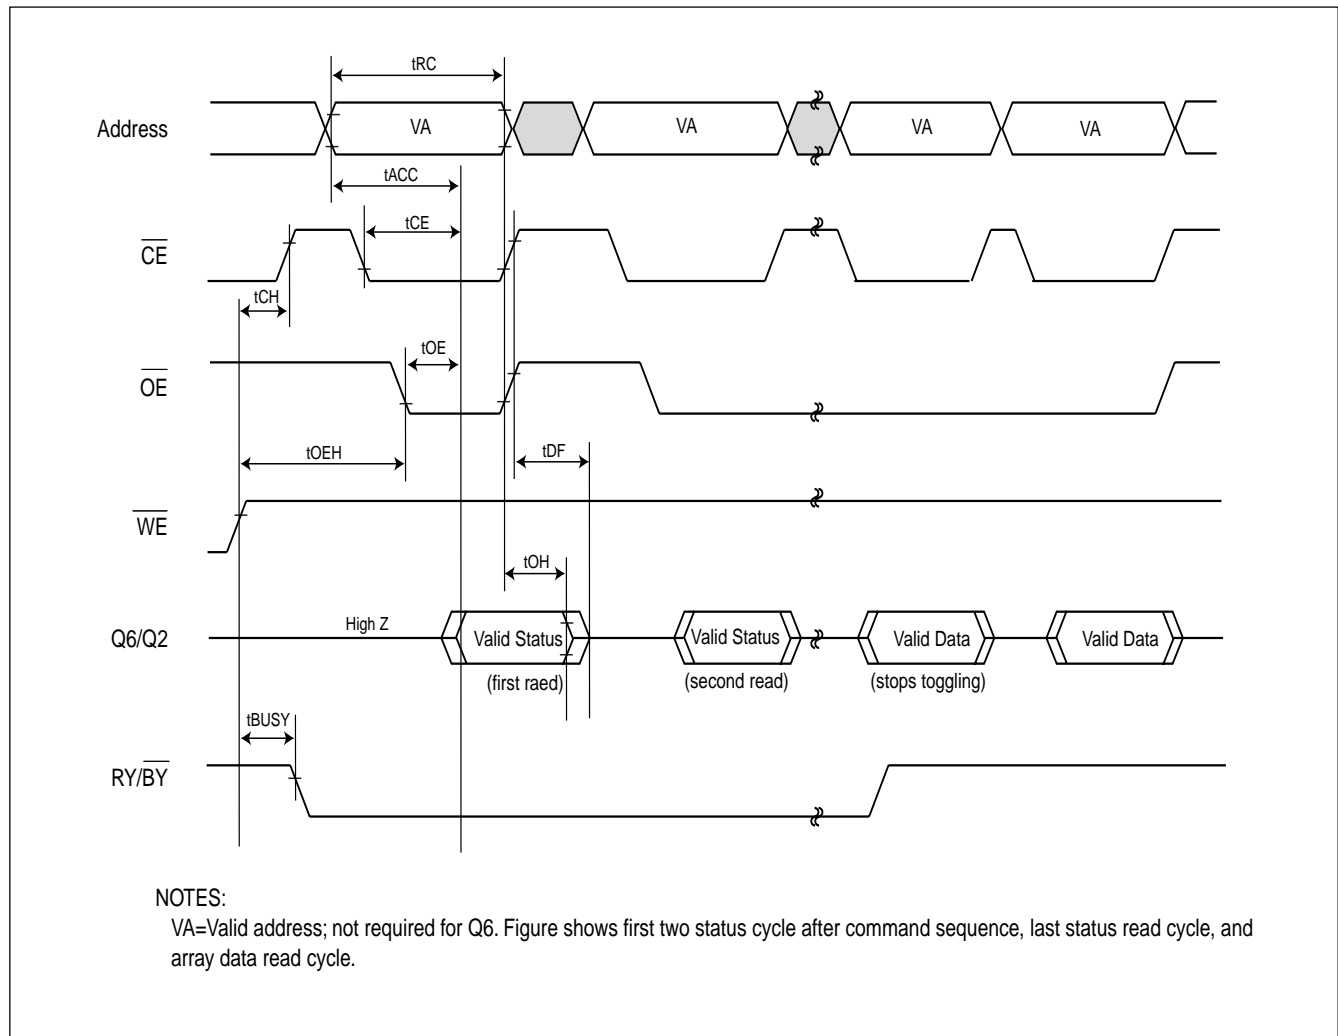 tRC
Address
VA
VA
VA
VA
tACC
tCE
CE
tCH
tOE
OE
tOEH
tDF
WE
tOH
Q6/Q2
High Z
Valid Status
Valid Status
Valid Data
Valid Data
(first raed)
(second read)
(stops toggling)
tBUSY
RY/BY
NOTES:
VA=Valid address; not required for Q6. Figure shows first two status cycle after command sequence, last status read cycle, and
array data read cycle.